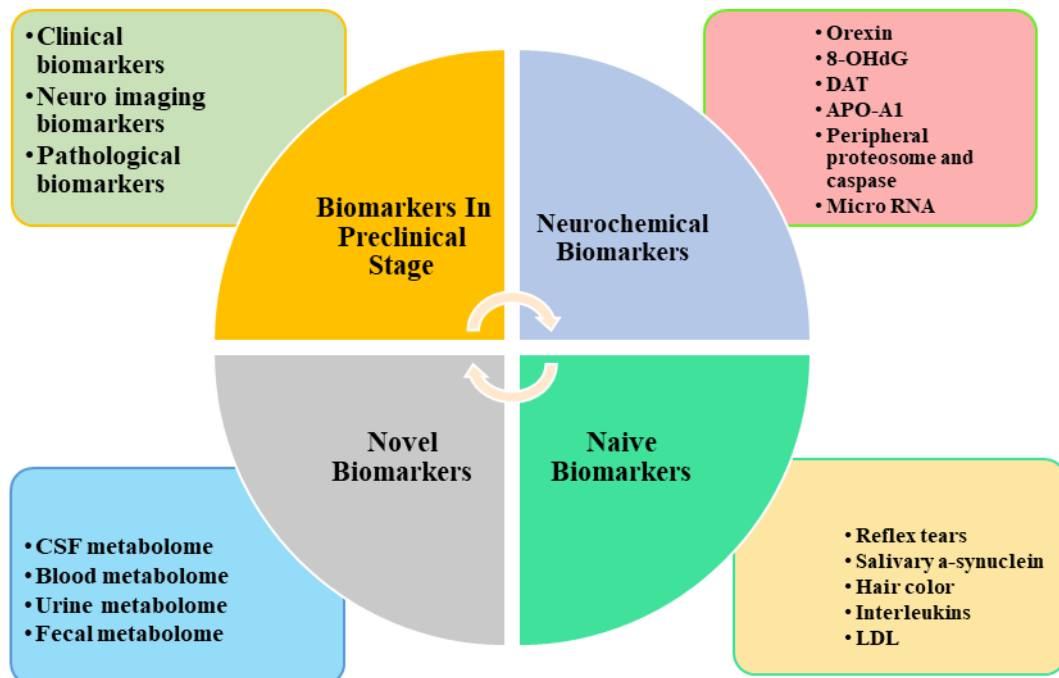 • Clinical
biomarkers
• Neuro imaging
biomarkers
• Pathological
biomarkers
• Orexin
• 8-OHdG
• DAT
• APO-A1
• Peripheral
proteosome and
caspase
• Micro RNA
Biomarkers In
Preclinical
Stage
Neurochemical
Biomarkers
Novel
Biomarkers
Naive
Biomarkers
• CSF metabolome
• Blood metabolome
• Urine metabolome
• Fecal metabolome
• Reflex tears
• Salivary a-synuclein
• Hair color
• Interleukins
• LDL